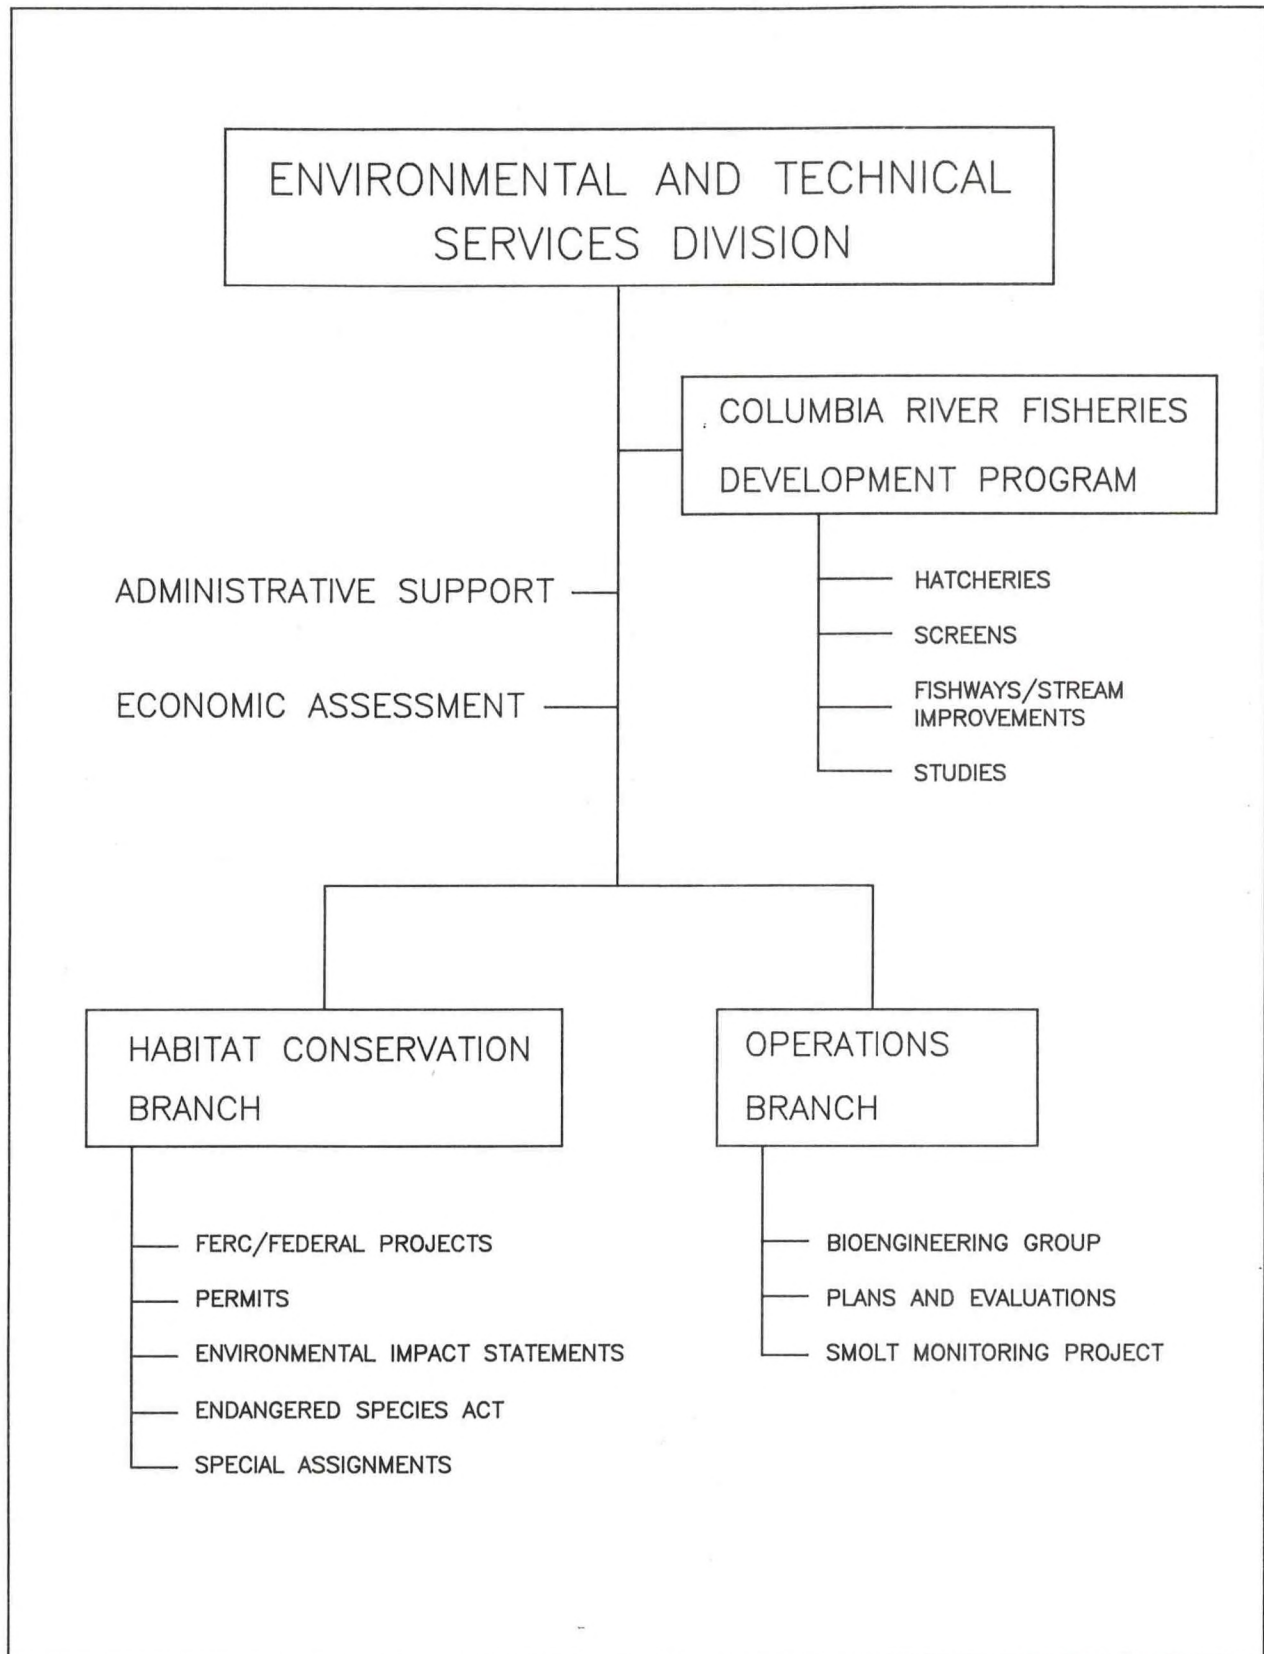 ENVIRONMENTAL AND TECHNICAL
SERVICES DIVISION
COLUMBIA RIVER FISHERIES
DEVELOPMENT PROGRAM
HATCHERIES
SCREENS
FISHWAYS/STREAM
IMPROVEMENTS
STUDIES
ADMINISTRATIVE SUPPORT
ECONOMIC ASSESSMENT
HABITAT CONSERVATION
BRANCH
FERC/FEDERAL PROJECTS
PERMITS
ENVIRONMENTAL IMPACT STATEMENTS
ENDANGERED SPECIES ACT
SPECIAL ASSIGNMENTS
OPERATIONS
BRANCH
BIOENGINEERING GROUP
PLANS AND EVALUATIONS
SMOLT MONITORING PROJECT